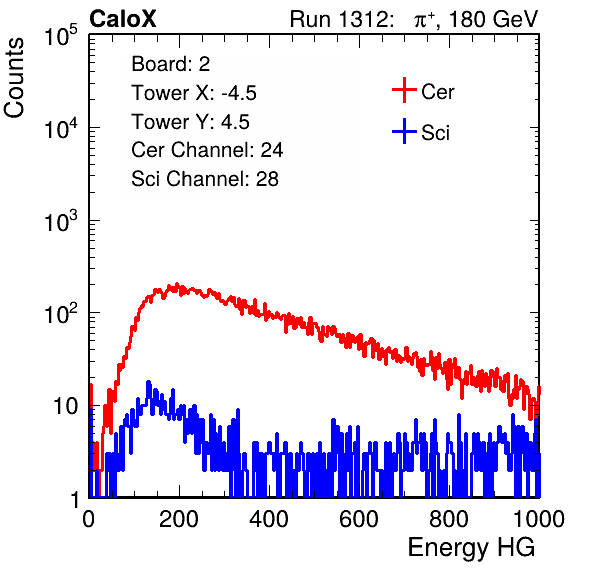 CaloX Run 1312: π⁺, 180 GeV
Counts
10⁵
10⁴
10³
10²
10
1
Board: 2
Tower X: -4.5
Tower Y: 4.5
Cer Channel: 24
Sci Channel: 28
Cer
Sci
0 200 400 600 800 1000
Energy HG